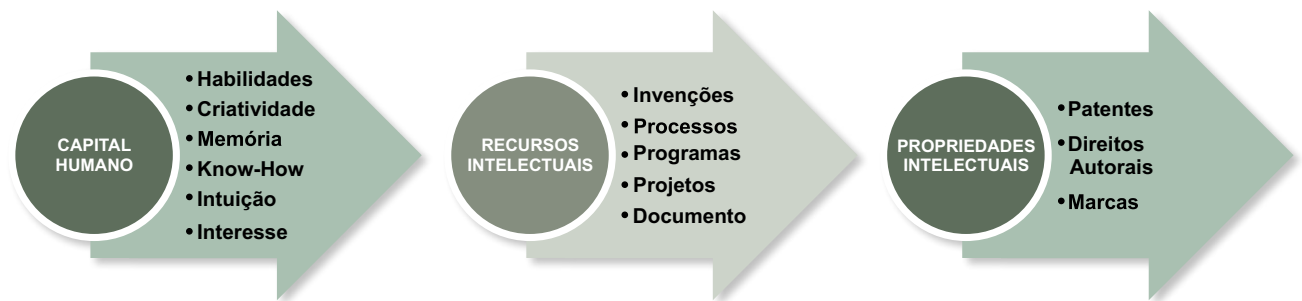 CAPITAL
HUMANO
• Habilidades
• Criatividade
• Memória
• Know-How
• Intuição
• Interesse
RECURSOS
INTELECTUAIS
• Invenções
• Processos
• Programas
• Projetos
• Documento
PROPRIEDADES
INTELECTUAIS
• Patentes
• Direitos
Autorais
• Marcas